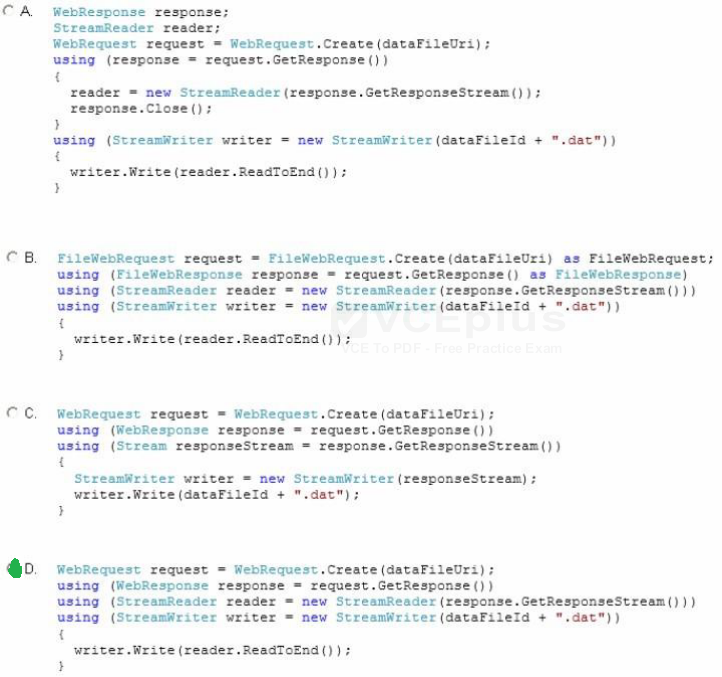 A. WebResponse response;
StreamReader reader;
WebRequest request = WebRequest.Create(dataFileUri);
using (response = request.GetResponse())
{
reader = new StreamReader(response.GetResponseStream());
response.Close();
}
using (StreamWriter writer = new StreamWriter(dataFileId + ".dat"))
{
writer.Write(reader.ReadToEnd());
}
B. FileWebRequest request = FileWebRequest.Create(dataFileUri) as FileWebRequest;
using (FileWebResponse response = request.GetResponse() as FileWebResponse)
using (StreamReader reader = new StreamReader(response.GetResponseStream()))
using (StreamWriter writer = new StreamWriter(dataFileId + ".dat"))
{
VCEplus
writer.Write(reader.ReadToEnd());
VCE To PDF - Free Practice Exam
}
C. WebRequest request = WebRequest.Create(dataFileUri);
using (WebResponse response = request.GetResponse())
using (Stream responseStream = response.GetResponseStream())
{
StreamWriter writer = new StreamWriter(responseStream);
writer.Write(dataFileId + ".dat");
}
D. WebRequest request = WebRequest.Create(dataFileUri);
using (WebResponse response = request.GetResponse())
using (StreamReader reader = new StreamReader(response.GetResponseStream()))
using (StreamWriter writer = new StreamWriter(dataFileId + ".dat"))
{
writer.Write(reader.ReadToEnd());
}